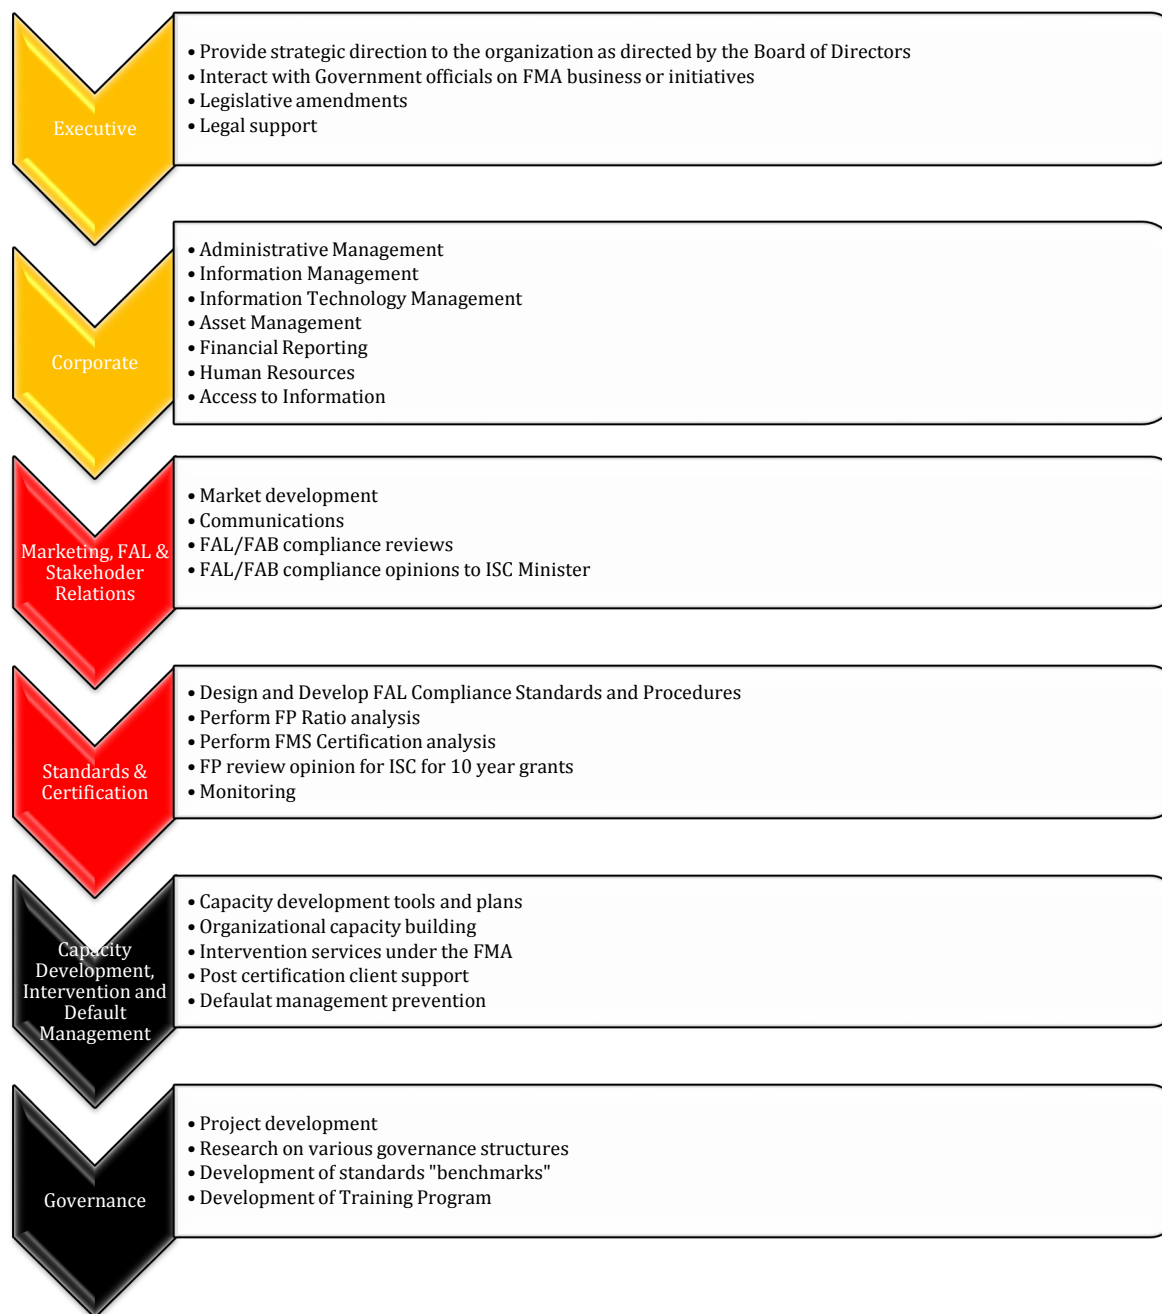 Executive
• Provide strategic direction to the organization as directed by the Board of Directors
• Interact with Government officials on FMA business or initiatives
• Legislative amendments
• Legal support
Corporate
• Administrative Management
• Information Management
• Information Technology Management
• Asset Management
• Financial Reporting
• Human Resources
• Access to Information
Marketing, FAL &
Stakehoder
Relations
• Market development
• Communications
• FAL/FAB compliance reviews
• FAL/FAB compliance opinions to ISC Minister
Standards &
Certification
• Design and Develop FAL Compliance Standards and Procedures
• Perform FP Ratio analysis
• Perform FMS Certification analysis
• FP review opinion for ISC for 10 year grants
• Monitoring
Capacity
Development,
Intervention and
Default
Management
• Capacity development tools and plans
• Organizational capacity building
• Intervention services under the FMA
• Post certification client support
• Defaulat management prevention
Governance
• Project development
• Research on various governance structures
• Development of standards "benchmarks"
• Development of Training Program